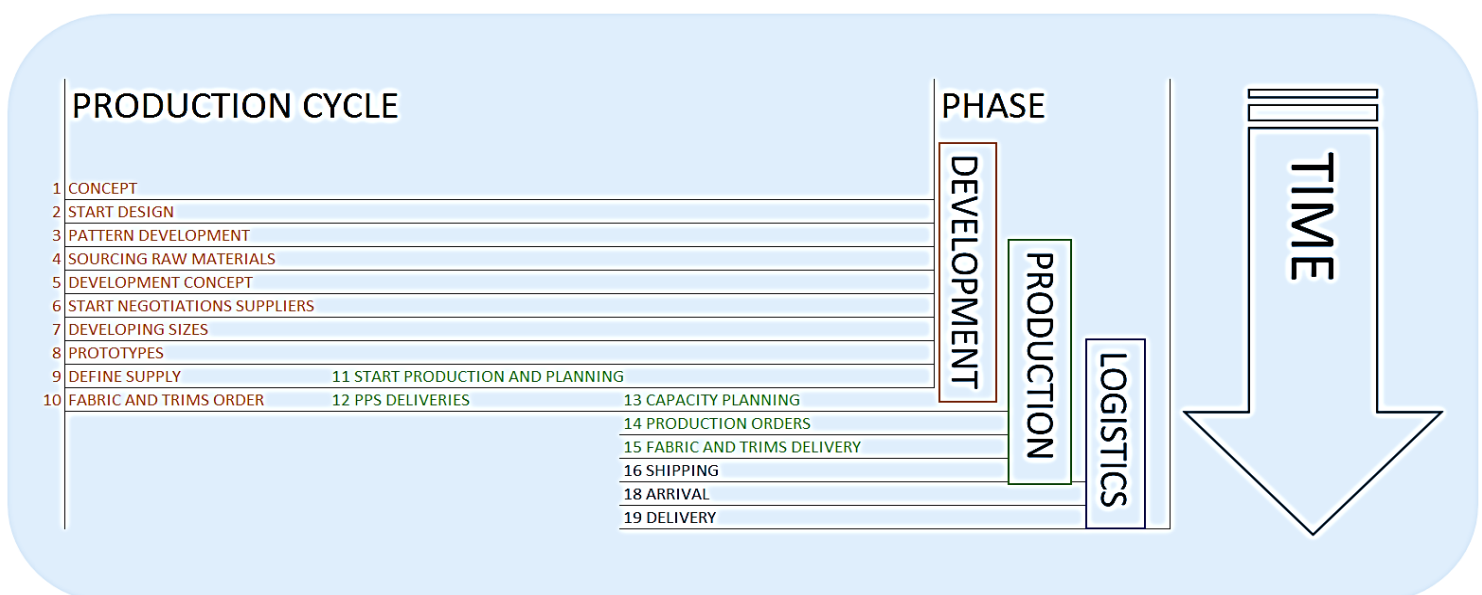 PRODUCTION CYCLE PHASE
1 CONCEPT
2 START DESIGN
3 PATTERN DEVELOPMENT
4 SOURCING RAW MATERIALS
5 DEVELOPMENT CONCEPT
6 START NEGOTIATIONS SUPPLIERS
7 DEVELOPING SIZES
8 PROTOTYPES
9 DEFINE SUPPLY 11 START PRODUCTION AND PLANNING
10 FABRIC AND TRIMS ORDER 12 PPS DELIVERIES 13 CAPACITY PLANNING
14 PRODUCTION ORDERS
15 FABRIC AND TRIMS DELIVERY
16 SHIPPING
18 ARRIVAL
19 DELIVERY
DEVELOPMENT
PRODUCTION
LOGISTICS
TIME